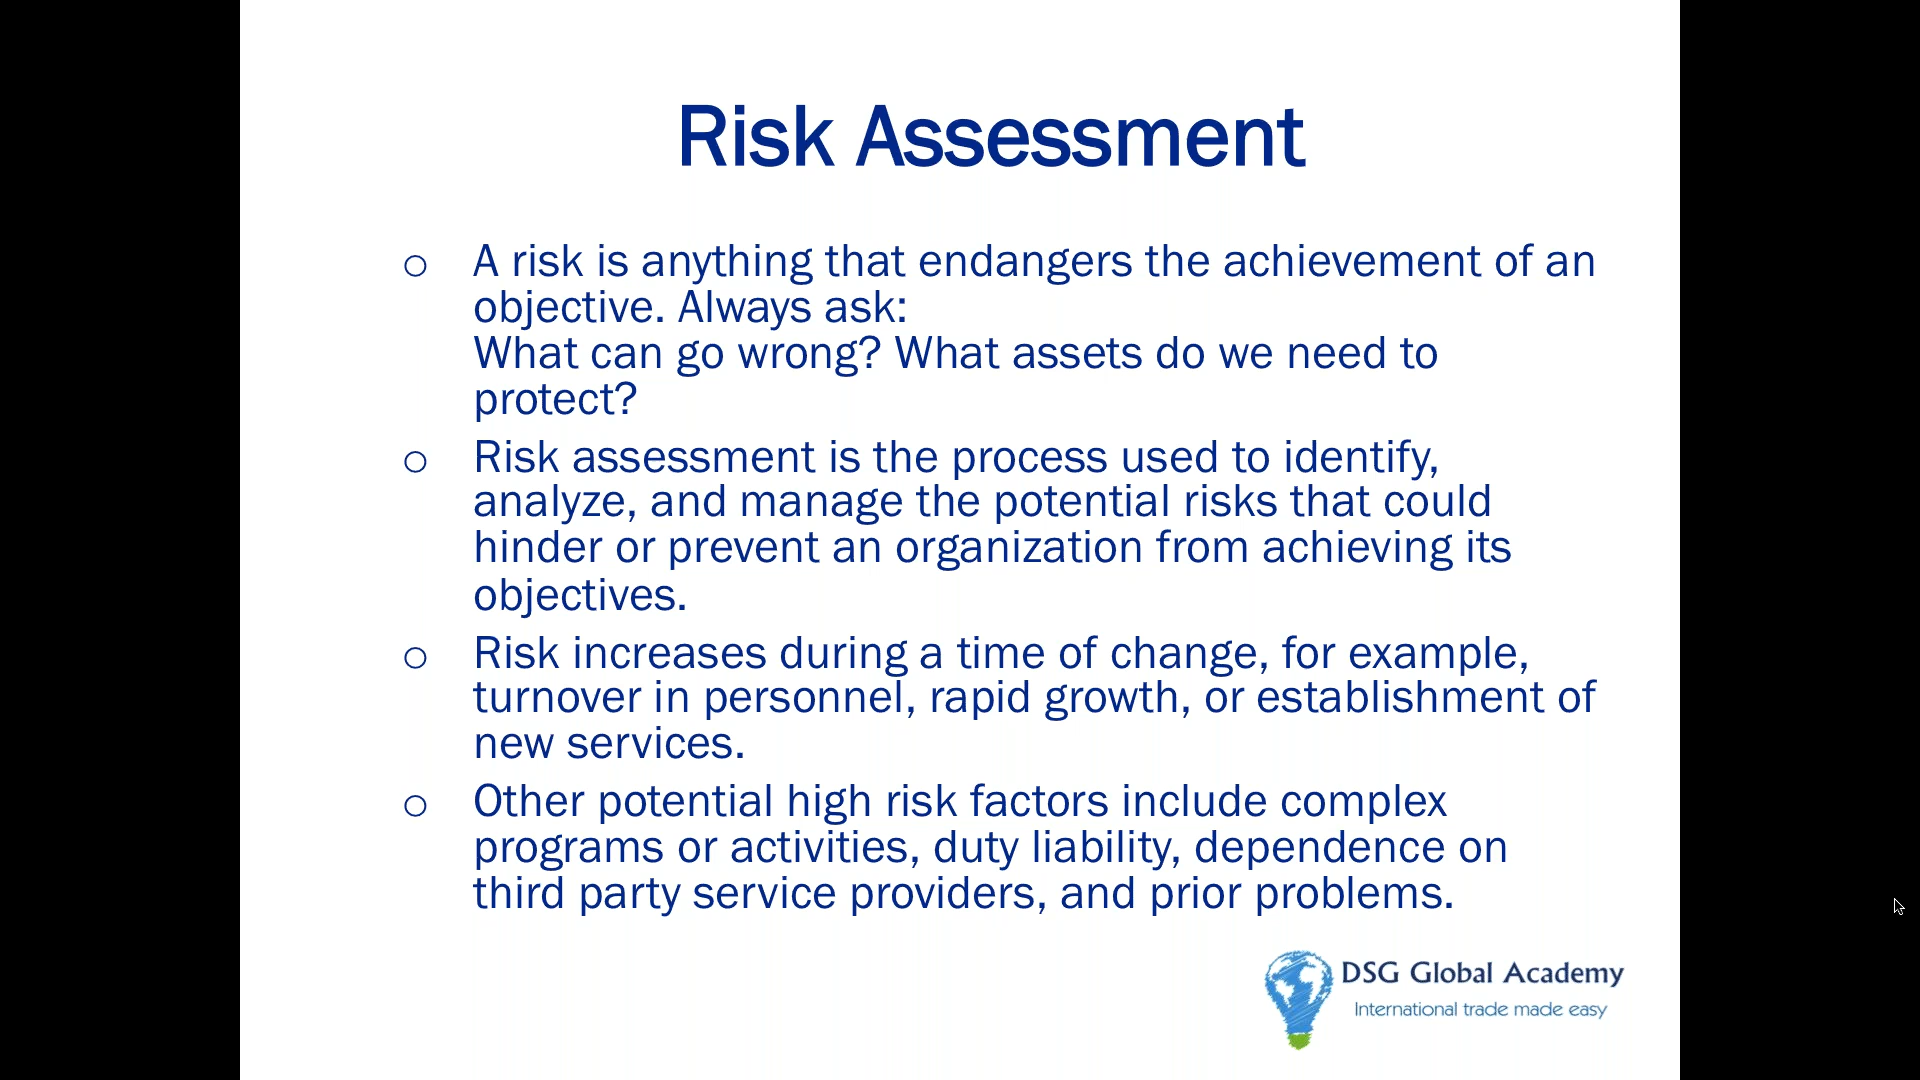 Risk Assessment
○ A risk is anything that endangers the achievement of an
objective. Always ask:
What can go wrong? What assets do we need to
protect?
○ Risk assessment is the process used to identify,
analyze, and manage the potential risks that could
hinder or prevent an organization from achieving its
objectives.
○ Risk increases during a time of change, for example,
turnover in personnel, rapid growth, or establishment of
new services.
○ Other potential high risk factors include complex
programs or activities, duty liability, dependence on
third party service providers, and prior problems.
DSG Global Academy
International trade made easy